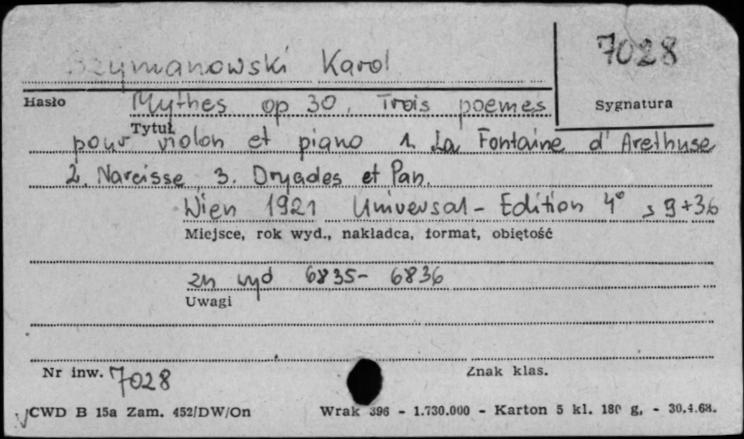 Szymanowski Karol
7028
Hasło
Mythes op 30. Trois poemes
Sygnatura
Tytuł
pour violon et piano 1. La Fontaine d'Arethuse
2. Narcisse 3. Dryades et Pan.
Wien 1921 Universal - Edition 4° s 9+36
Miejsce, rok wyd., nakładca, format, objętość
zn wyd 6835 - 6836
Uwagi
Nr inw. 7028
Znak klas.
CWD B 15a Zam. 452/DW/On Wrak 396 - 1.730.000 - Karton 5 kl. 180 g, - 30.4.68.